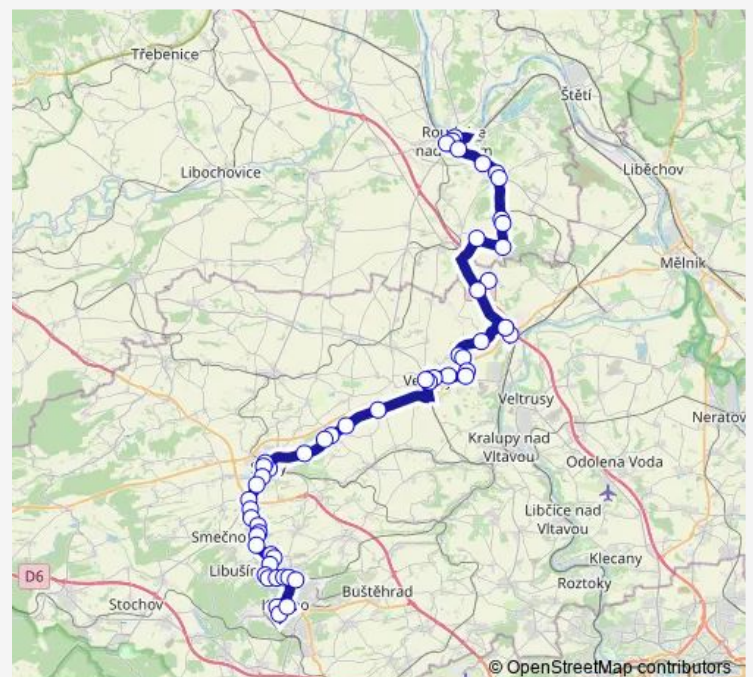 Třebenice
Štětí
Libochovice
Liběchov
Mělník
Veltrusy
Neratov
Kralupy nad
Vltavou
Odolena Voda
Libčice nad
Vltavou
Smečno
Klecany
Libušín
Roztoky
D6
Buštěhrad
Stochov
© OpenStreetMap contributors